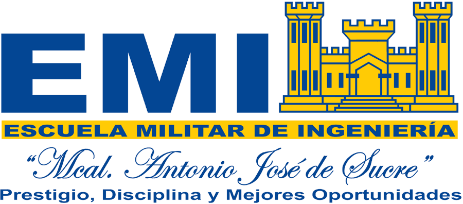 EMI
ESCUELA MILITAR DE INGENIERÍA
“Mcal. Antonio José de Sucre”
Prestigio, Disciplina y Mejores Oportunidades